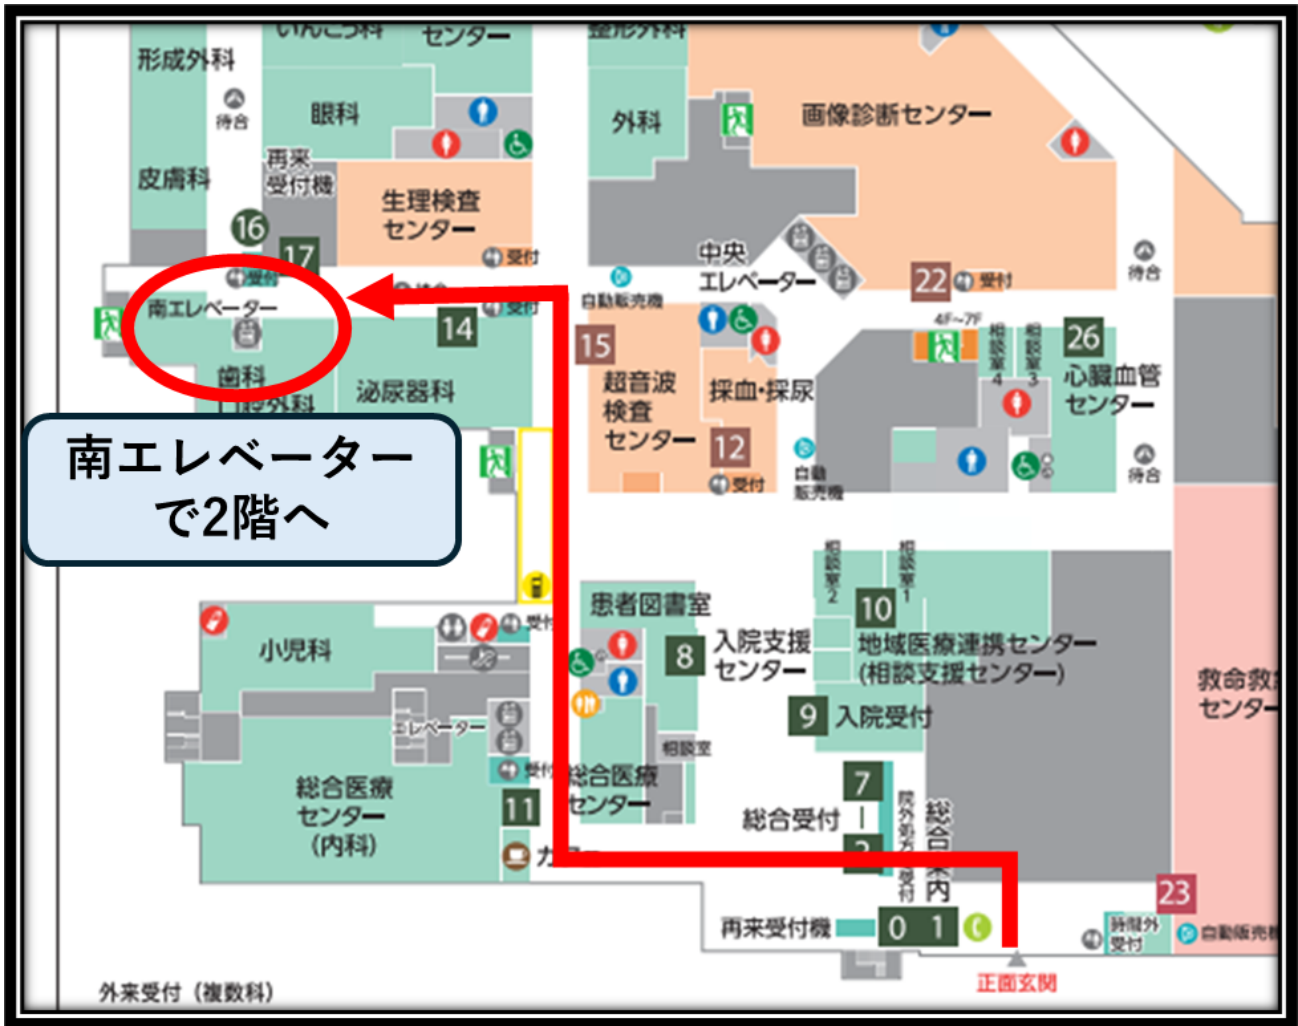 形成外科
センター
整形外科
待合
眼科
外科
画像診断センター
皮膚科
再来
受付機
生理検査
センター
16
17
受付
受付
中央
エレベーター
22
受付
待合
自動販売機
南エレベーター
受付
14
15
4F~7F
相談室4
相談室3
26
心臓血管
センター
歯科
泌尿器科
超音波
検査
センター
採血・採尿
12
受付
自動
販売機
待合
南エレベーター
で2階へ
相談室2
相談室1
患者図書室
10
地域医療連携センター
(相談支援センター)
小児科
受付
8
入院支援
センター
救命救
センター
9
入院受付
エレベーター
相談室
受付
総合医療
センター
(内科)
総合医療
センター
11
7
総合受付
再来受付機
0
1
23
時間外
受付
自動販売機
正面玄関
外来受付（複数科）